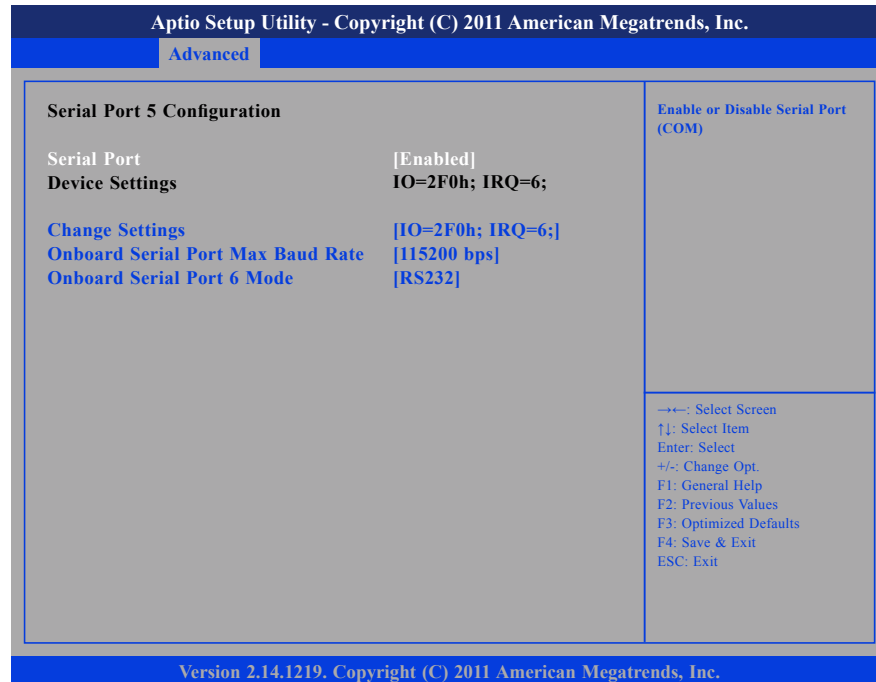 Aptio Setup Utility - Copyright (C) 2011 American Megatrends, Inc.
Advanced
Serial Port 5 Configuration
Serial Port [Enabled]
Device Settings IO=2F0h; IRQ=6;
Change Settings [IO=2F0h; IRQ=6;]
Onboard Serial Port Max Baud Rate [115200 bps]
Onboard Serial Port 6 Mode [RS232]
Enable or Disable Serial Port
(COM)
→←: Select Screen
↑↓: Select Item
Enter: Select
+/-: Change Opt.
F1: General Help
F2: Previous Values
F3: Optimized Defaults
F4: Save & Exit
ESC: Exit
Version 2.14.1219. Copyright (C) 2011 American Megatrends, Inc.